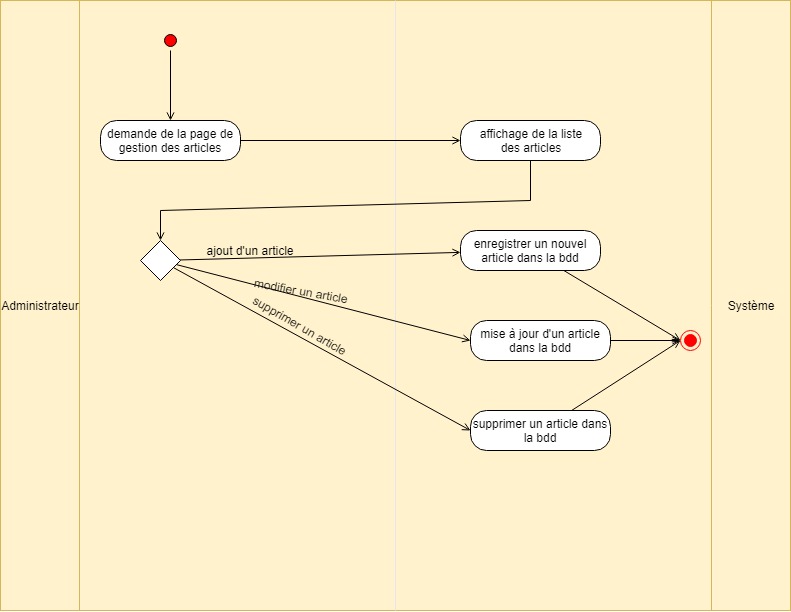 demande de la page de
gestion des articles
affichage de la liste
des articles
ajout d'un article
enregistrer un nouvel
article dans la bdd
modifier un article
supprimer un article
Administrateur
Système
mise à jour d'un article
dans la bdd
supprimer un article dans
la bdd